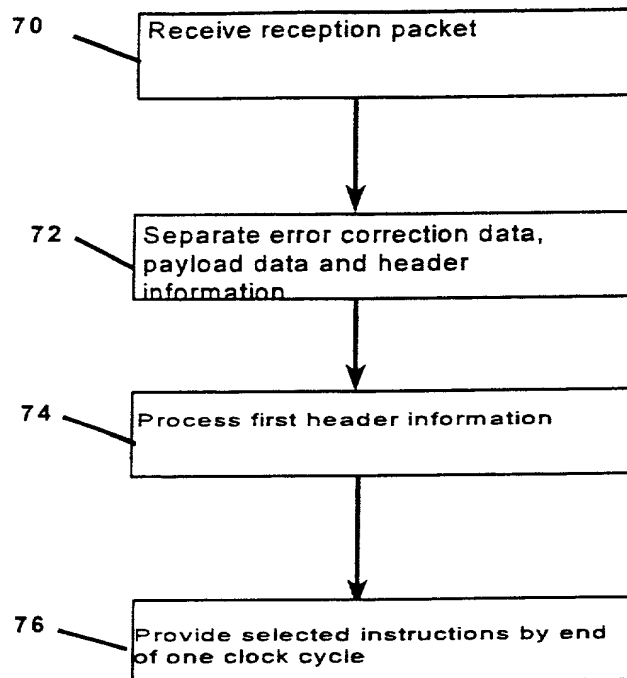 70
Receive reception packet
72
Separate error correction data,
payload data and header
information
74
Process first header information
76
Provide selected instructions by end
of one clock cycle